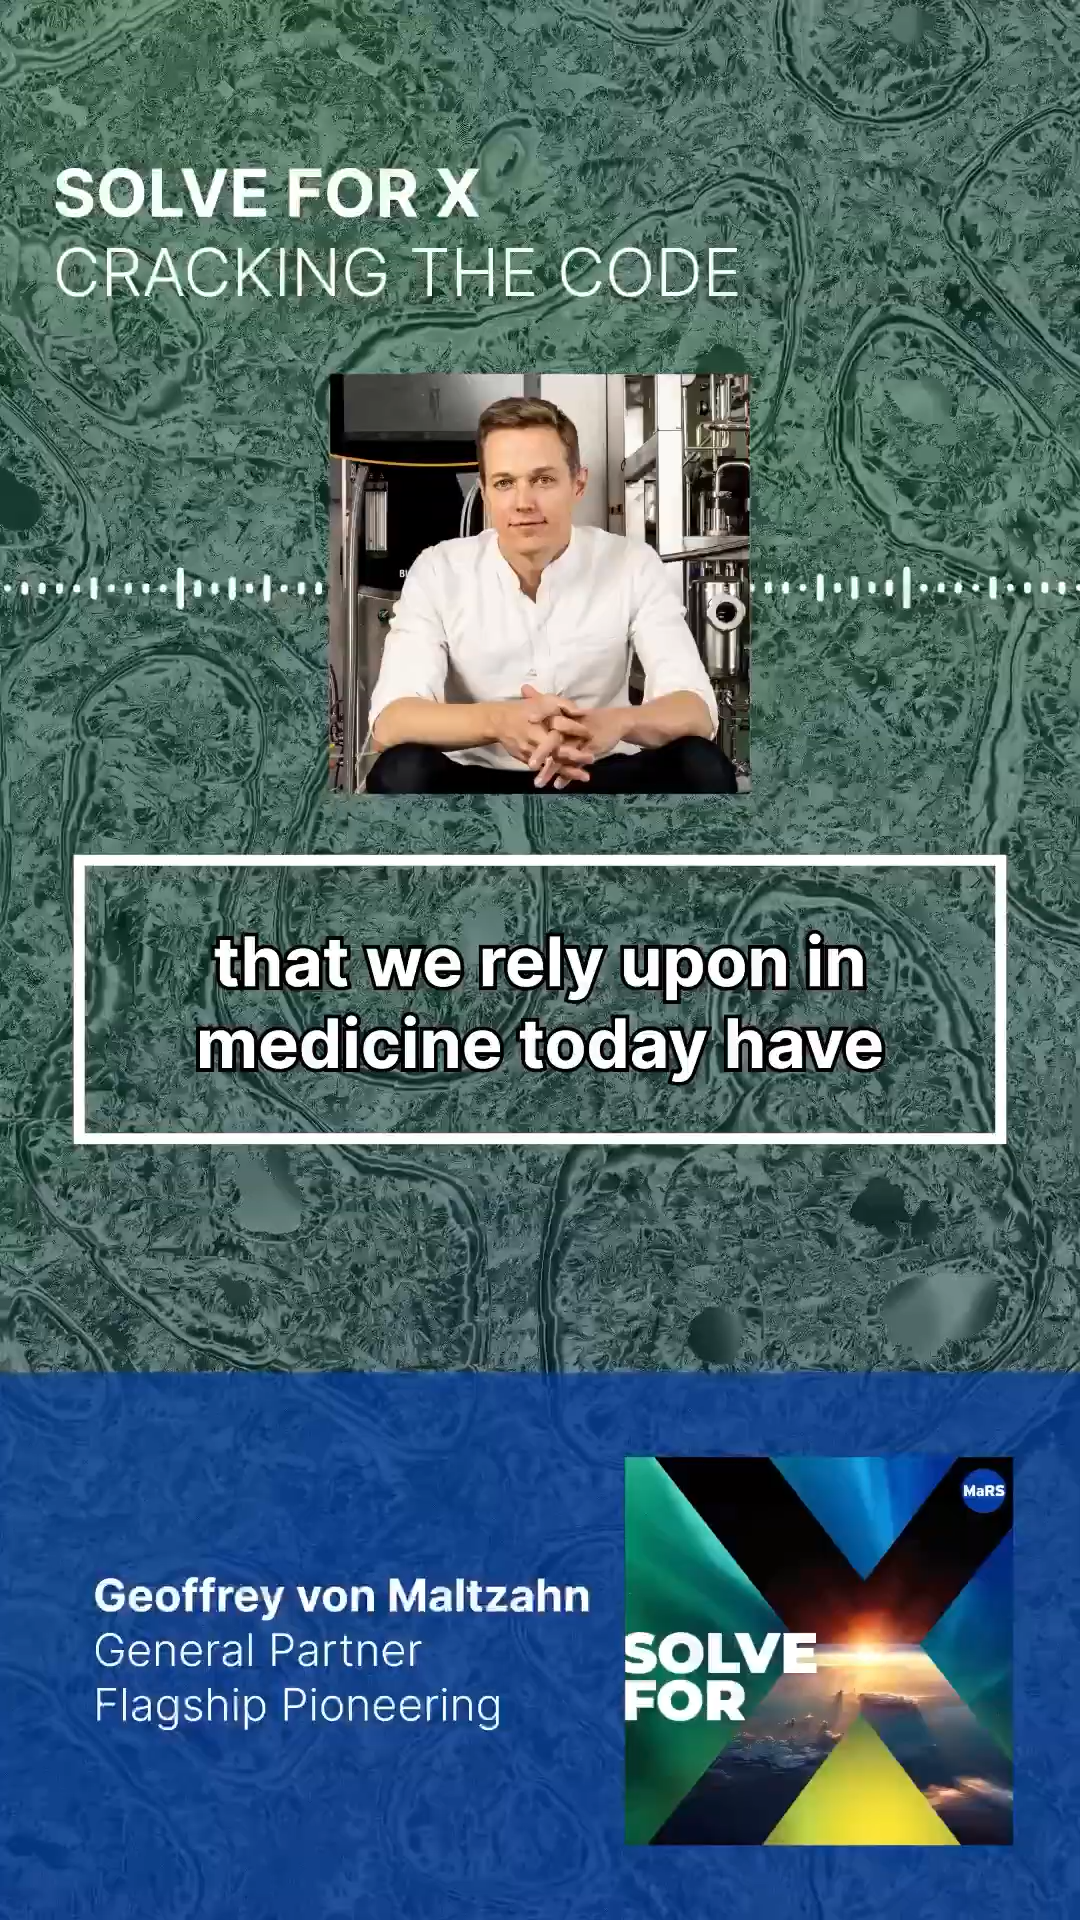 SOLVE FOR X
CRACKING THE CODE
that we rely upon in
medicine today have
Geoffrey von Maltzahn
General Partner
Flagship Pioneering
MaRS
SOLVE
FOR